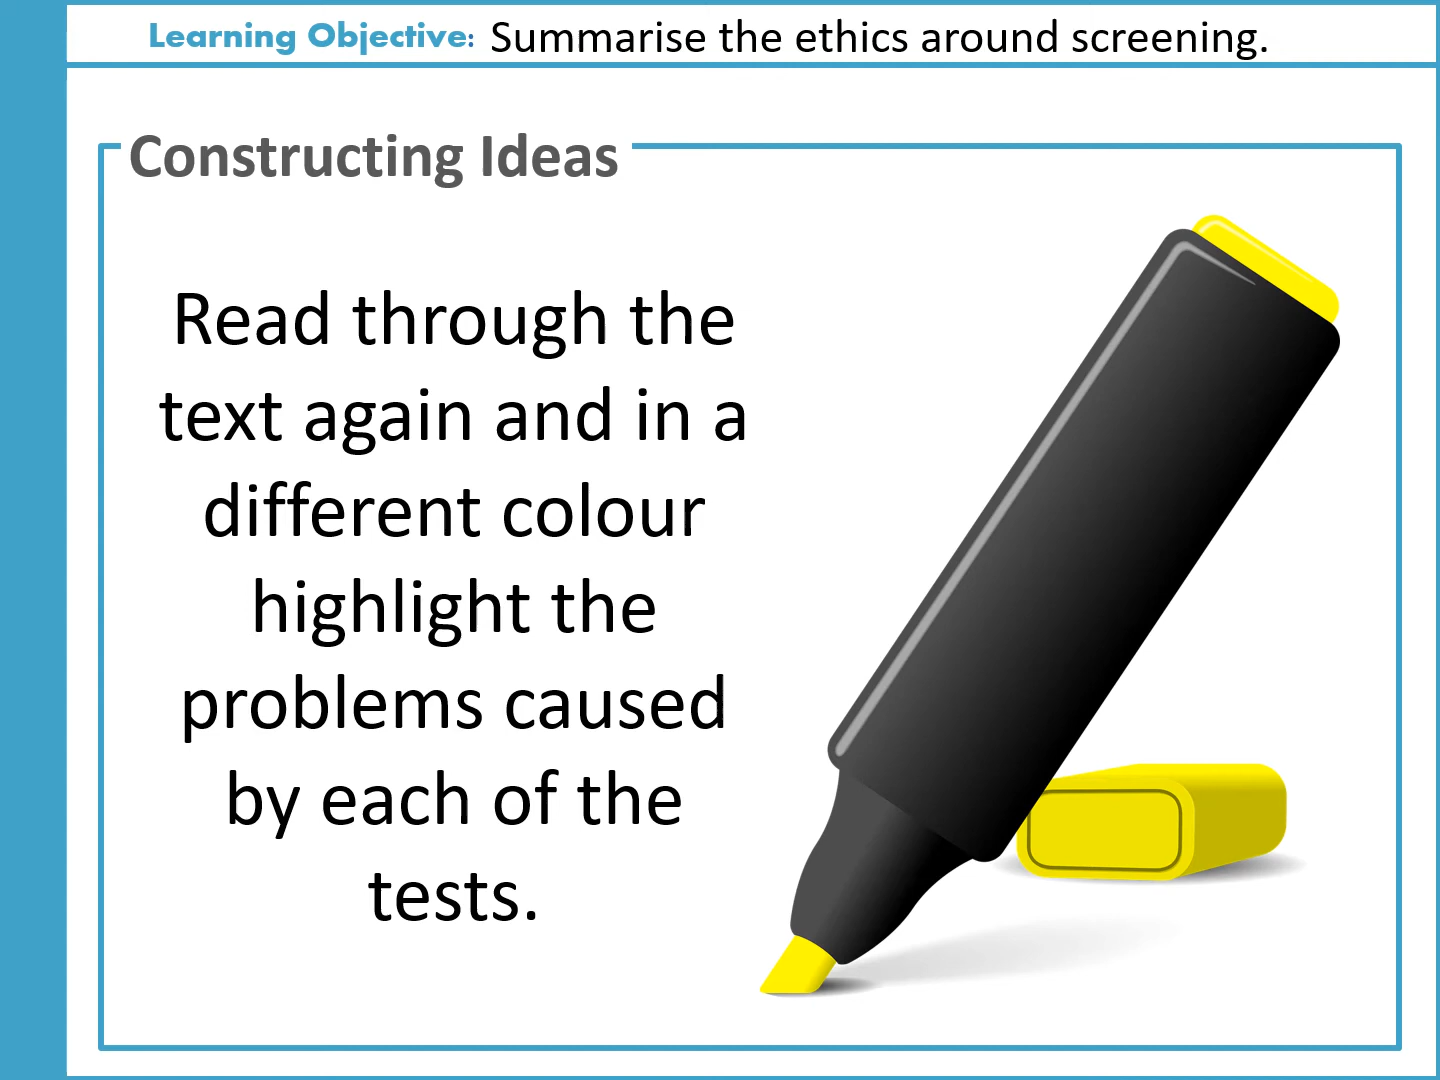 Learning Objective: Summarise the ethics around screening.
Constructing Ideas
Read through the
text again and in a
different colour
highlight the
problems caused
by each of the
tests.